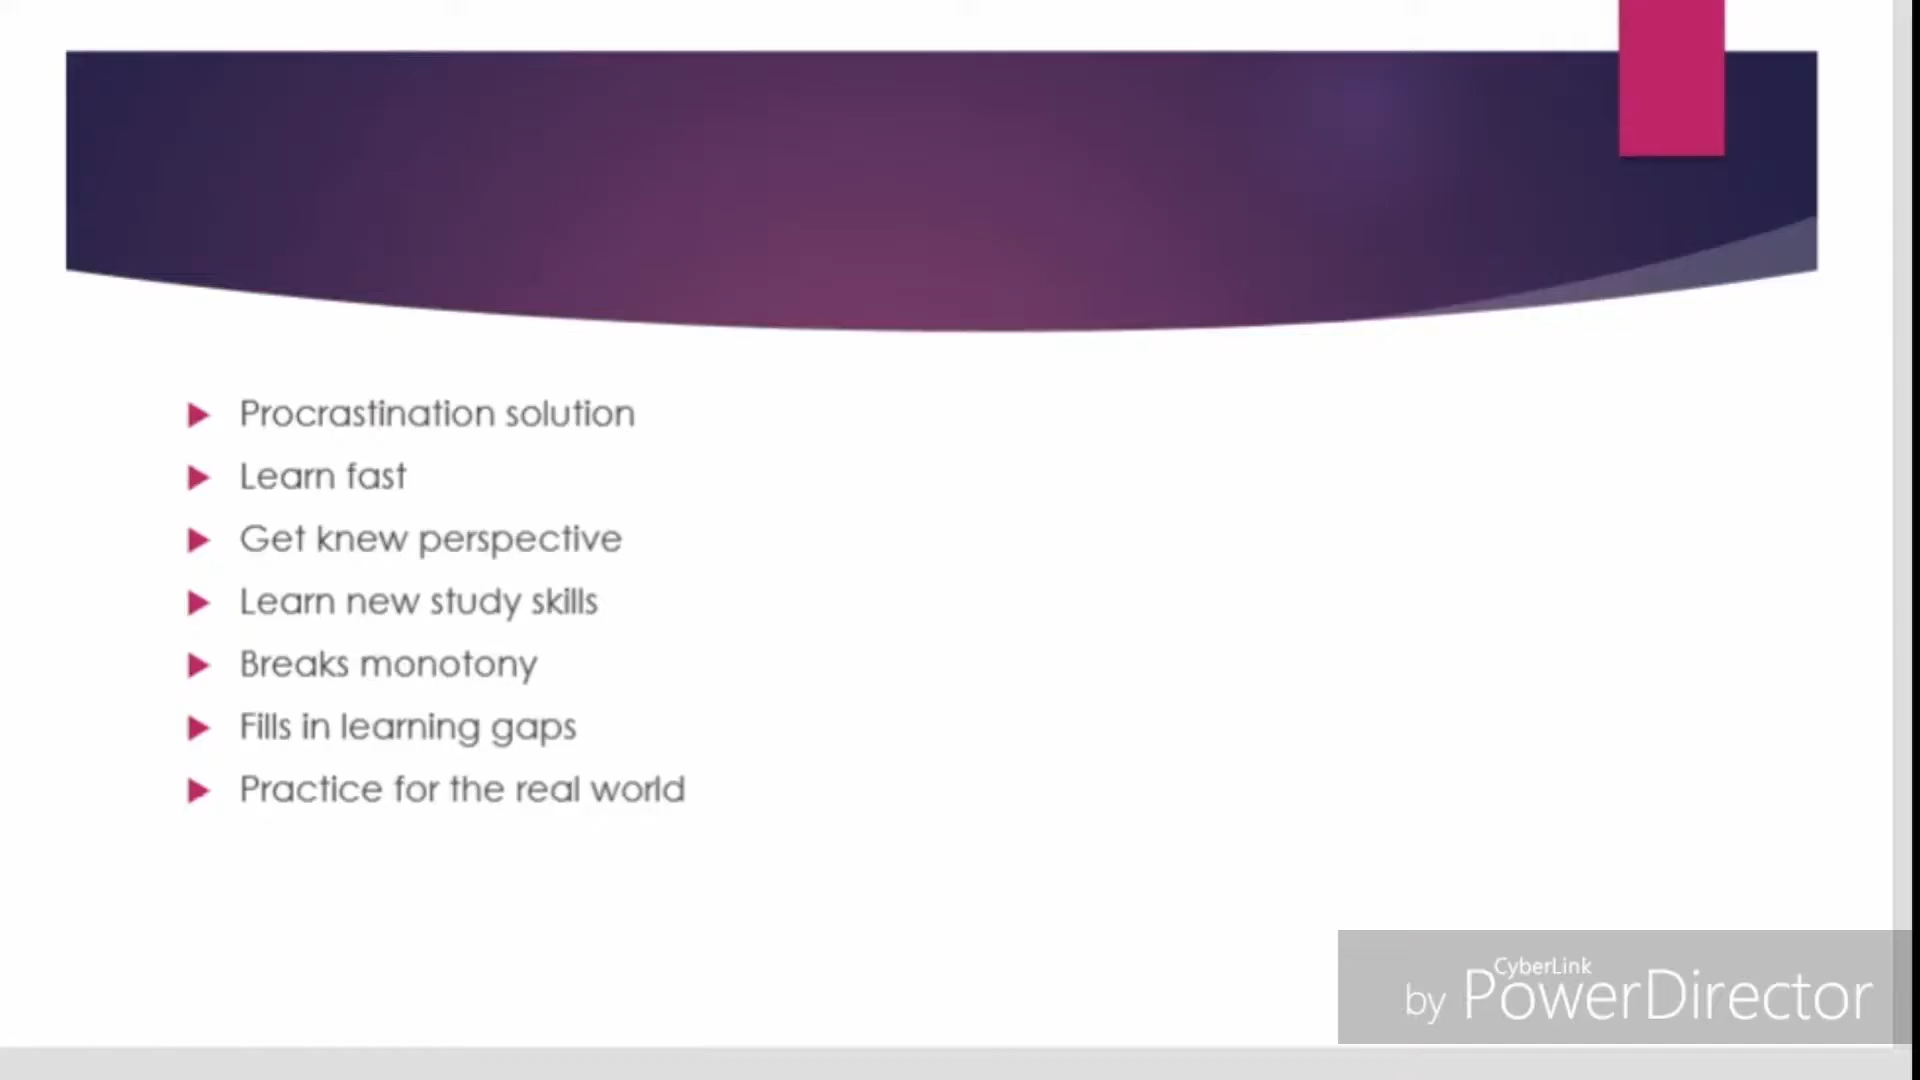 Procrastination solution
Learn fast
Get knew perspective
Learn new study skills
Breaks monotony
Fills in learning gaps
Practice for the real world
CyberLink
by PowerDirector